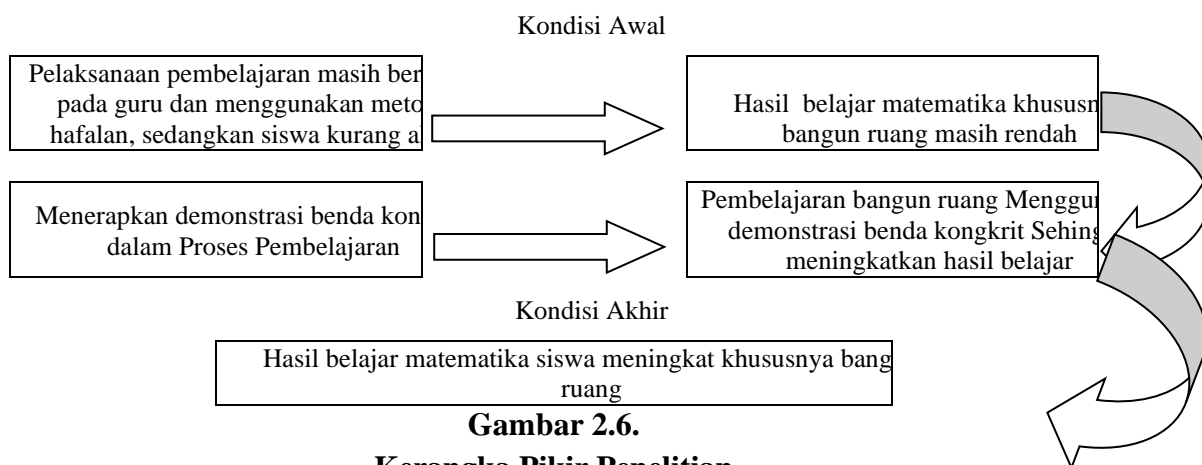 Kondisi Awal
Pelaksanaan pembelajaran masih ber
pada guru dan menggunakan meto
hafalan, sedangkan siswa kurang a
Hasil belajar matematika khususn
bangun ruang masih rendah
Menerapkan demonstrasi benda kon
dalam Proses Pembelajaran
Pembelajaran bangun ruang Menggu
demonstrasi benda kongkrit Sehing
meningkatkan hasil belajar
Kondisi Akhir
Hasil belajar matematika siswa meningkat khususnya bang
ruang
Gambar 2.6.
Kerangka Pikir Penelitian